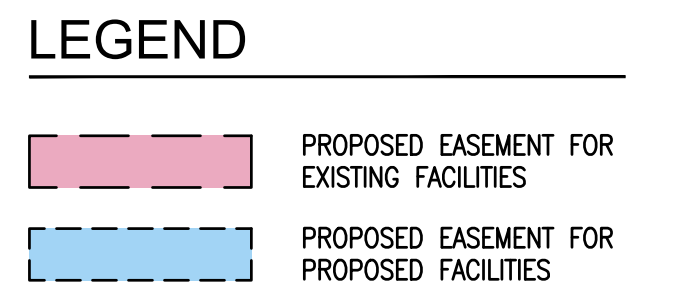 LEGEND
PROPOSED EASEMENT FOR
EXISTING FACILITIES
PROPOSED EASEMENT FOR
PROPOSED FACILITIES